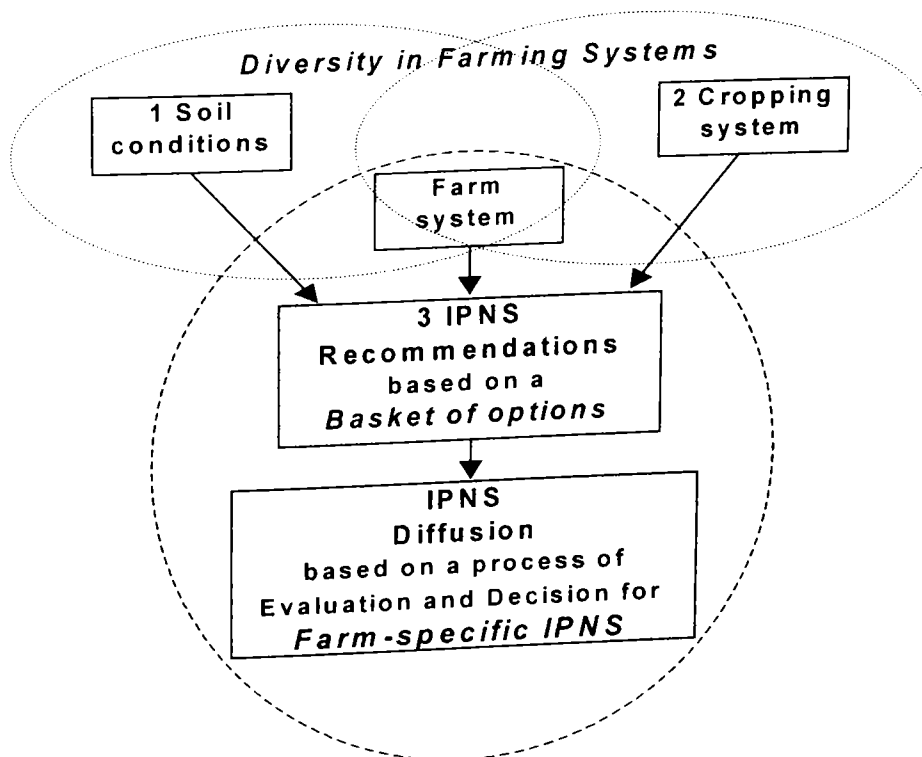 Diversity in Farming Systems
1 Soil
conditions
2 Cropping
system
Farm
system
3 IPNS
Recommendations
based on a
Basket of options
IPNS
Diffusion
based on a process of
Evaluation and Decision for
Farm-specific IPNS